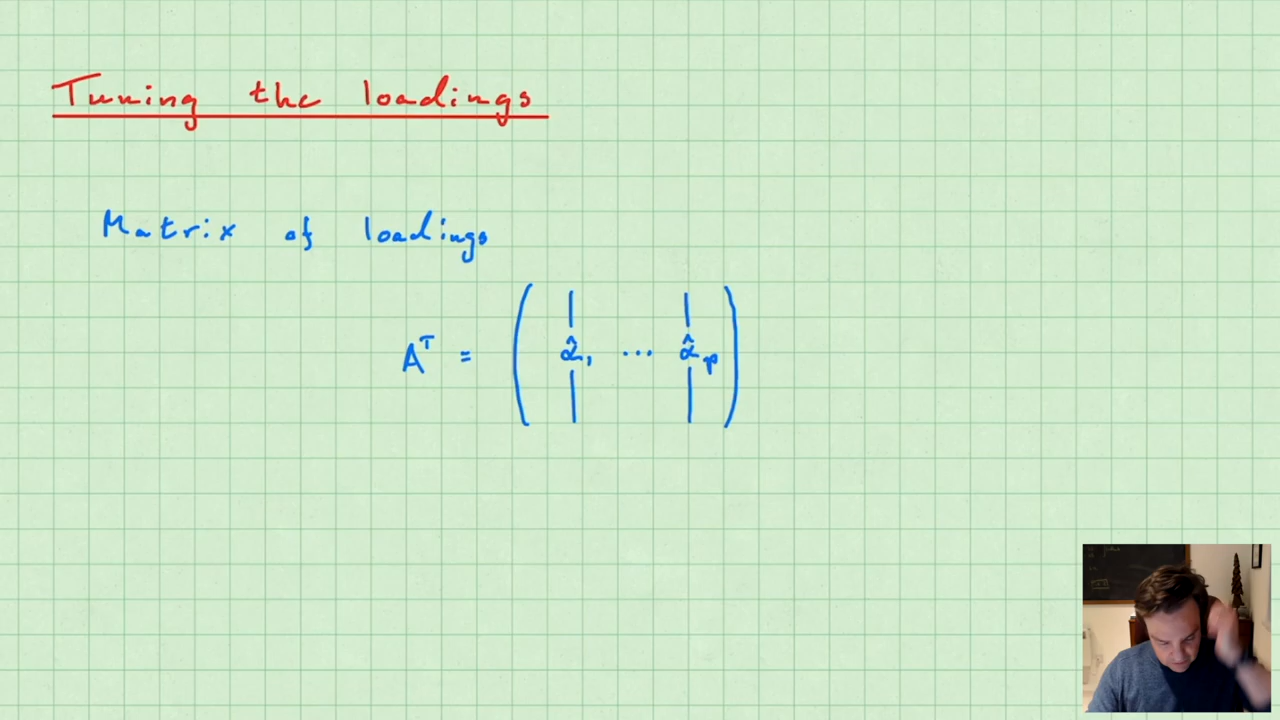 Tuning the loadings
Matrix of loadings
Aᵀ = ( α̂₁ ⋯ α̂ₚ )